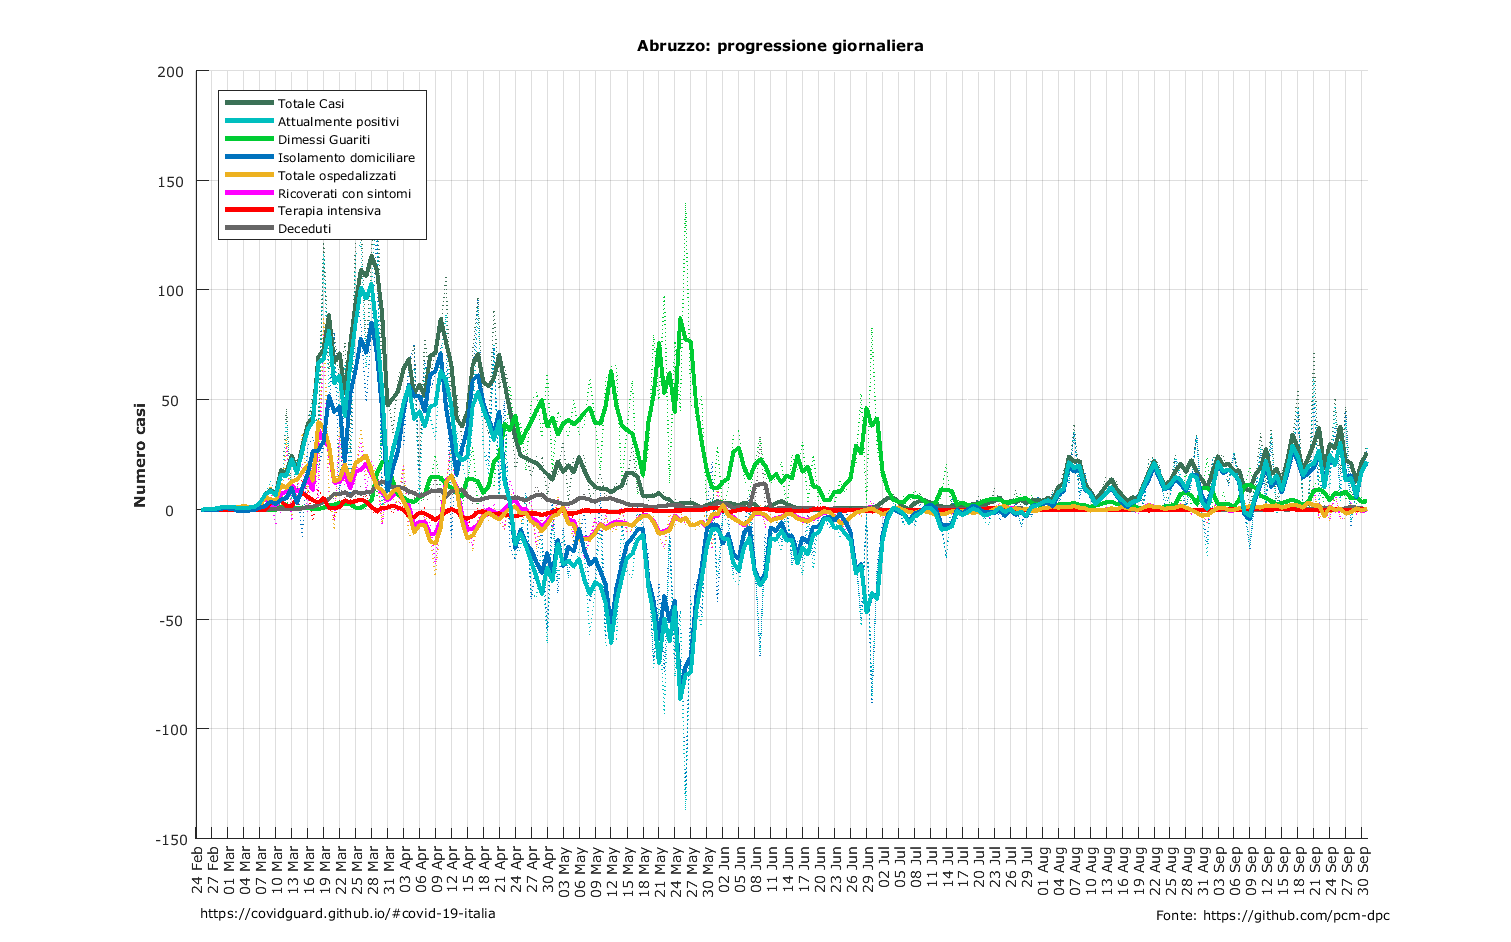 Abruzzo: progressione giornaliera
Numero casi
200
150
100
50
0
-50
-100
-150
Totale Casi
Attualmente positivi
Dimessi Guariti
Isolamento domiciliare
Totale ospedalizzati
Ricoverati con sintomi
Terapia intensiva
Deceduti
24 Feb
27 Feb
01 Mar
04 Mar
07 Mar
10 Mar
13 Mar
16 Mar
19 Mar
22 Mar
25 Mar
28 Mar
31 Mar
03 Apr
06 Apr
09 Apr
12 Apr
15 Apr
18 Apr
21 Apr
24 Apr
27 Apr
30 Apr
03 May
06 May
09 May
12 May
15 May
18 May
21 May
24 May
27 May
30 May
02 Jun
05 Jun
08 Jun
11 Jun
14 Jun
17 Jun
20 Jun
23 Jun
26 Jun
29 Jun
02 Jul
05 Jul
08 Jul
11 Jul
14 Jul
17 Jul
20 Jul
23 Jul
26 Jul
29 Jul
01 Aug
04 Aug
07 Aug
10 Aug
13 Aug
16 Aug
19 Aug
22 Aug
25 Aug
28 Aug
31 Aug
03 Sep
06 Sep
09 Sep
12 Sep
15 Sep
18 Sep
21 Sep
24 Sep
27 Sep
30 Sep
https://covidguard.github.io/#covid-19-italia
Fonte: https://github.com/pcm-dpc